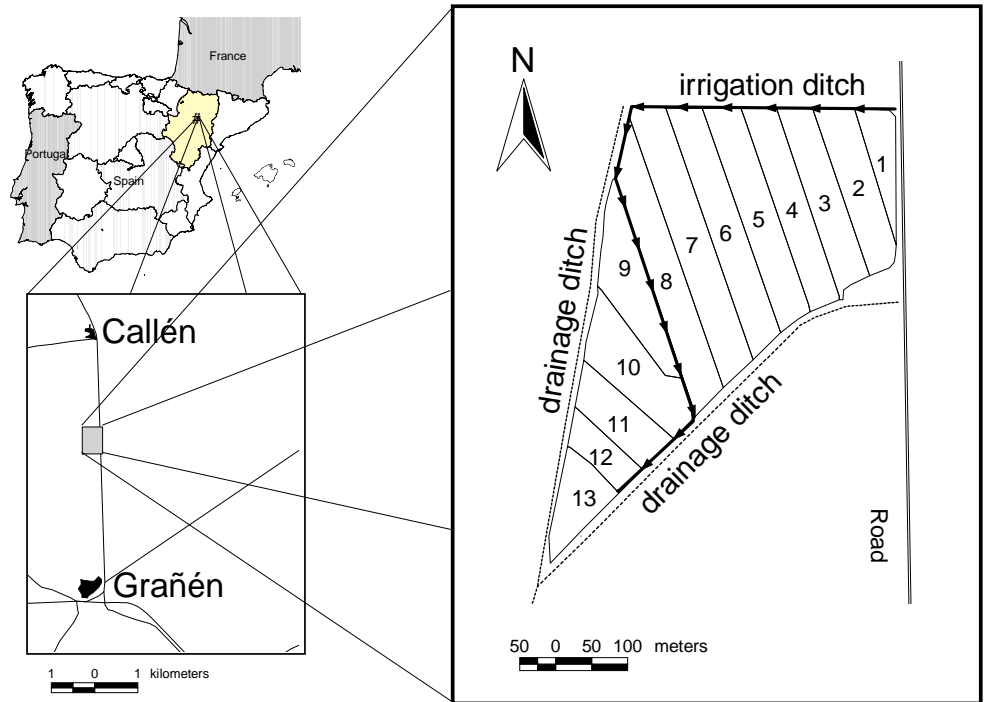 France
Portugal
Spain
Callén
Grañén
1 0 1 kilometers
N
irrigation ditch
1
2
3
4
5
6
7
8
9
10
11
12
13
drainage ditch
drainage ditch
Road
50 0 50 100 meters